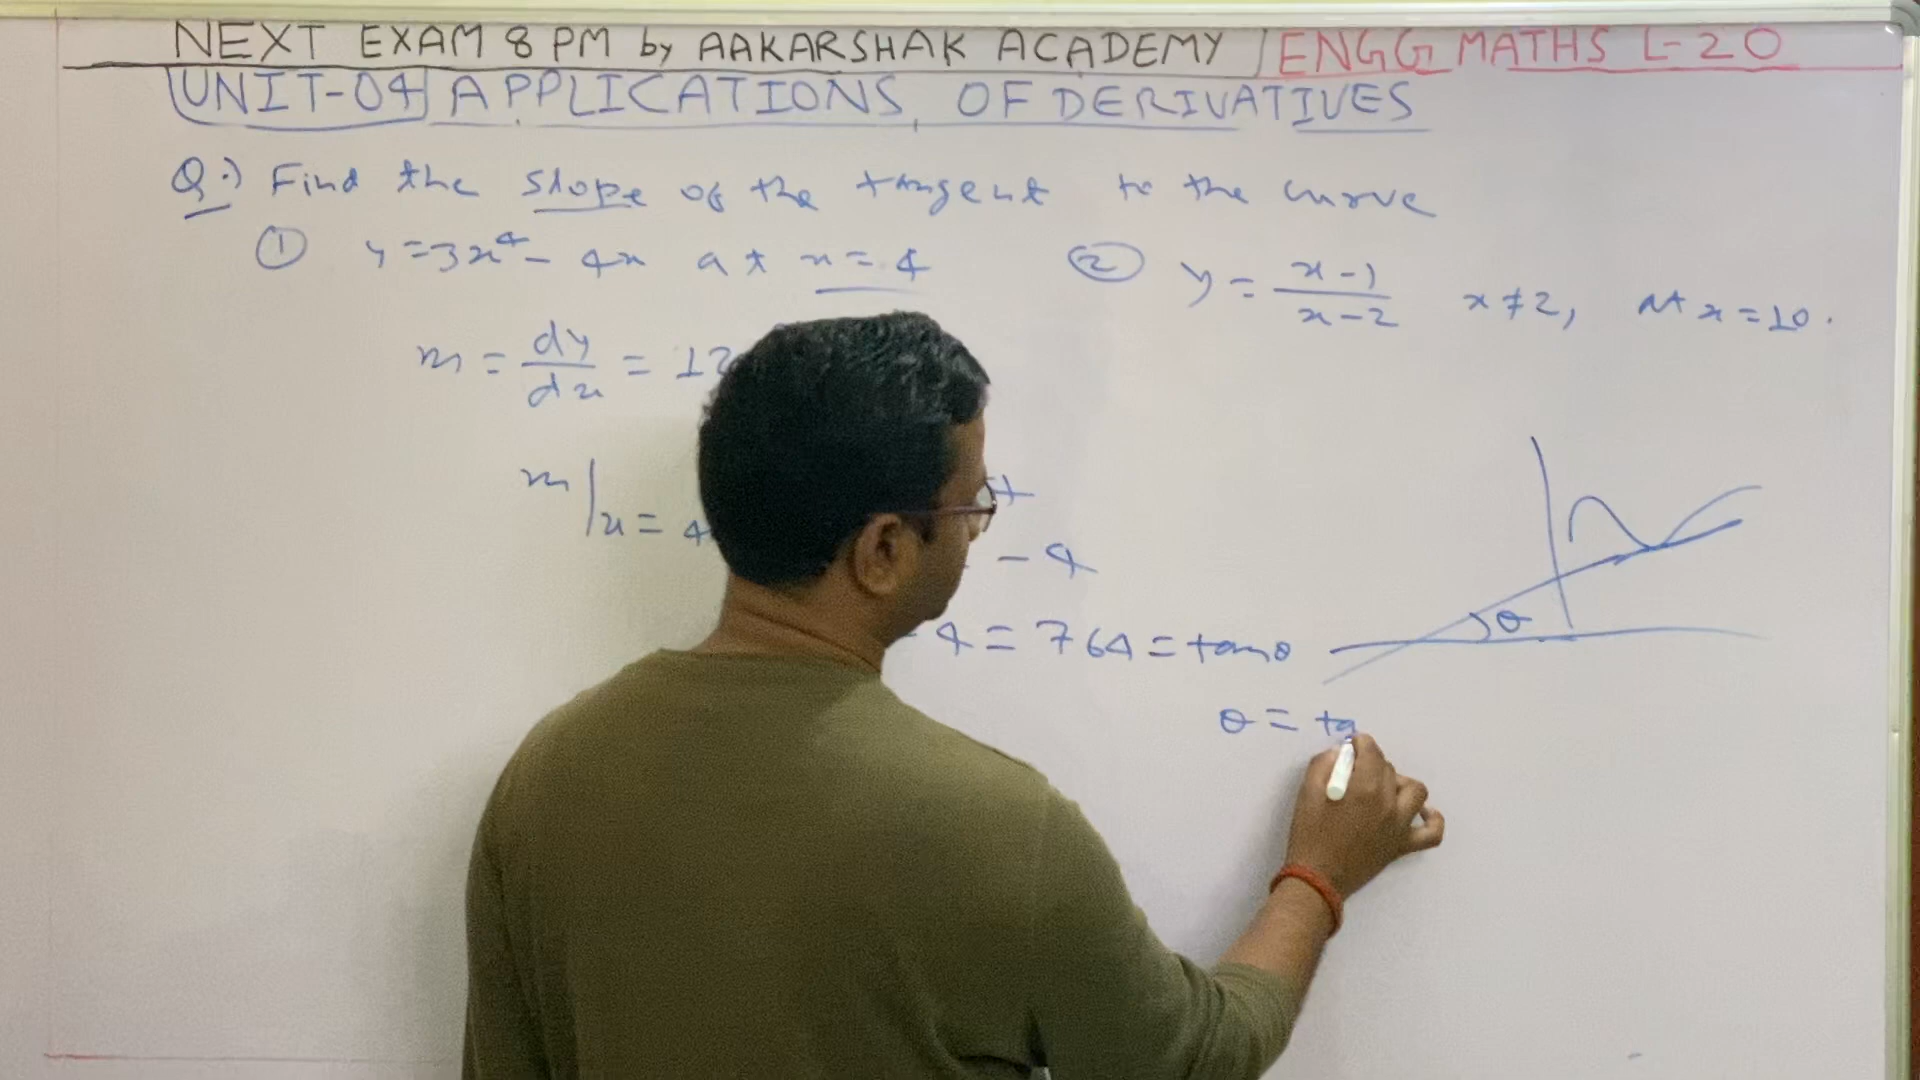 NEXT EXAM 8 PM by AAKARSHAK ACADEMY ENGG MATHS L-20
UNIT-04 APPLICATIONS OF DERIVATIVES
Q.) Find the slope of the tangent to the curve
① y = 3x⁴ - 4x at x = 4
② y = x-1 / x-2 x ≠ 2, at x = 10.
m = dy/dx = 12
m | x = 4
- 4
4 = 764 = tanθ
θ
θ = ta